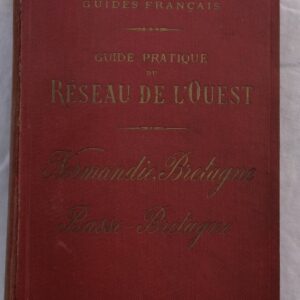 GUIDES FRANÇAIS
GUIDE PRATIQUE
DU
RÉSEAU DE L'OUEST
Normandie, Bretagne
Basse-Bretagne